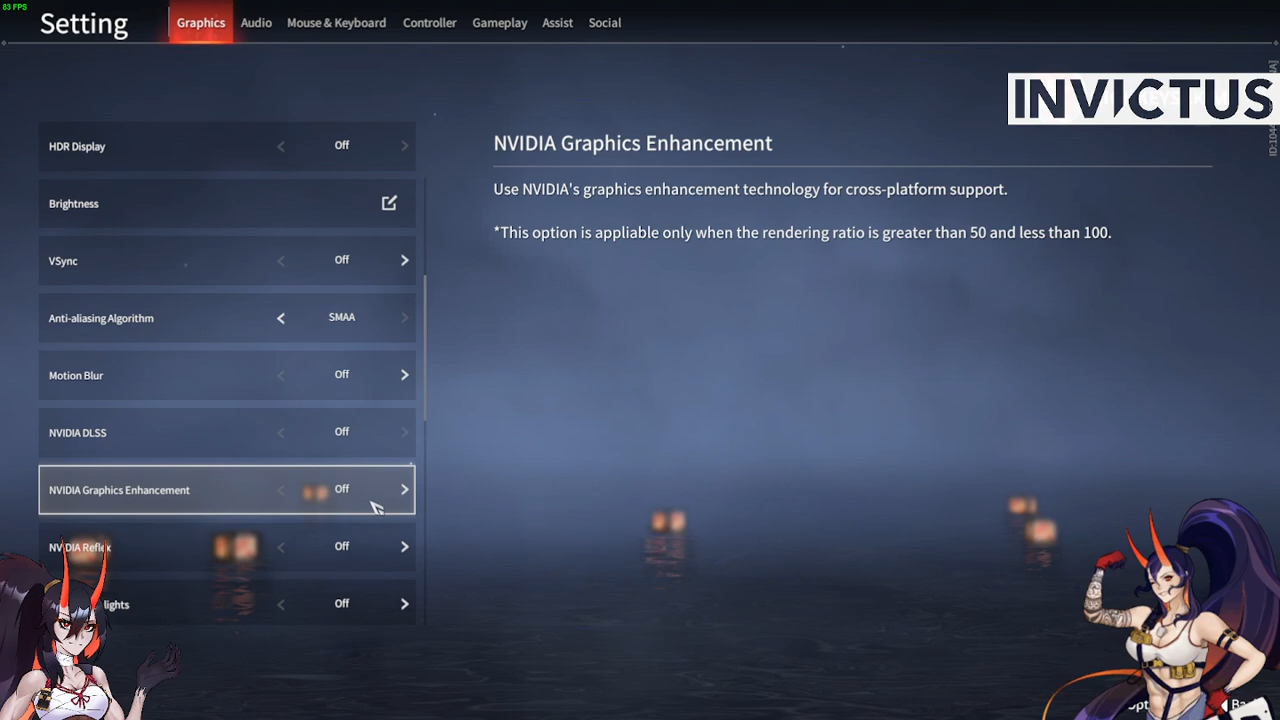 83 FPS
Setting
Graphics Audio Mouse & Keyboard Controller Gameplay Assist Social
INVICTUS
HDR Display Off
Brightness
VSync Off
Anti-aliasing Algorithm SMAA
Motion Blur Off
NVIDIA DLSS Off
NVIDIA Graphics Enhancement Off
NVIDIA Reflex Off
lights Off
NVIDIA Graphics Enhancement
Use NVIDIA's graphics enhancement technology for cross-platform support.
*This option is appliable only when the rendering ratio is greater than 50 and less than 100.